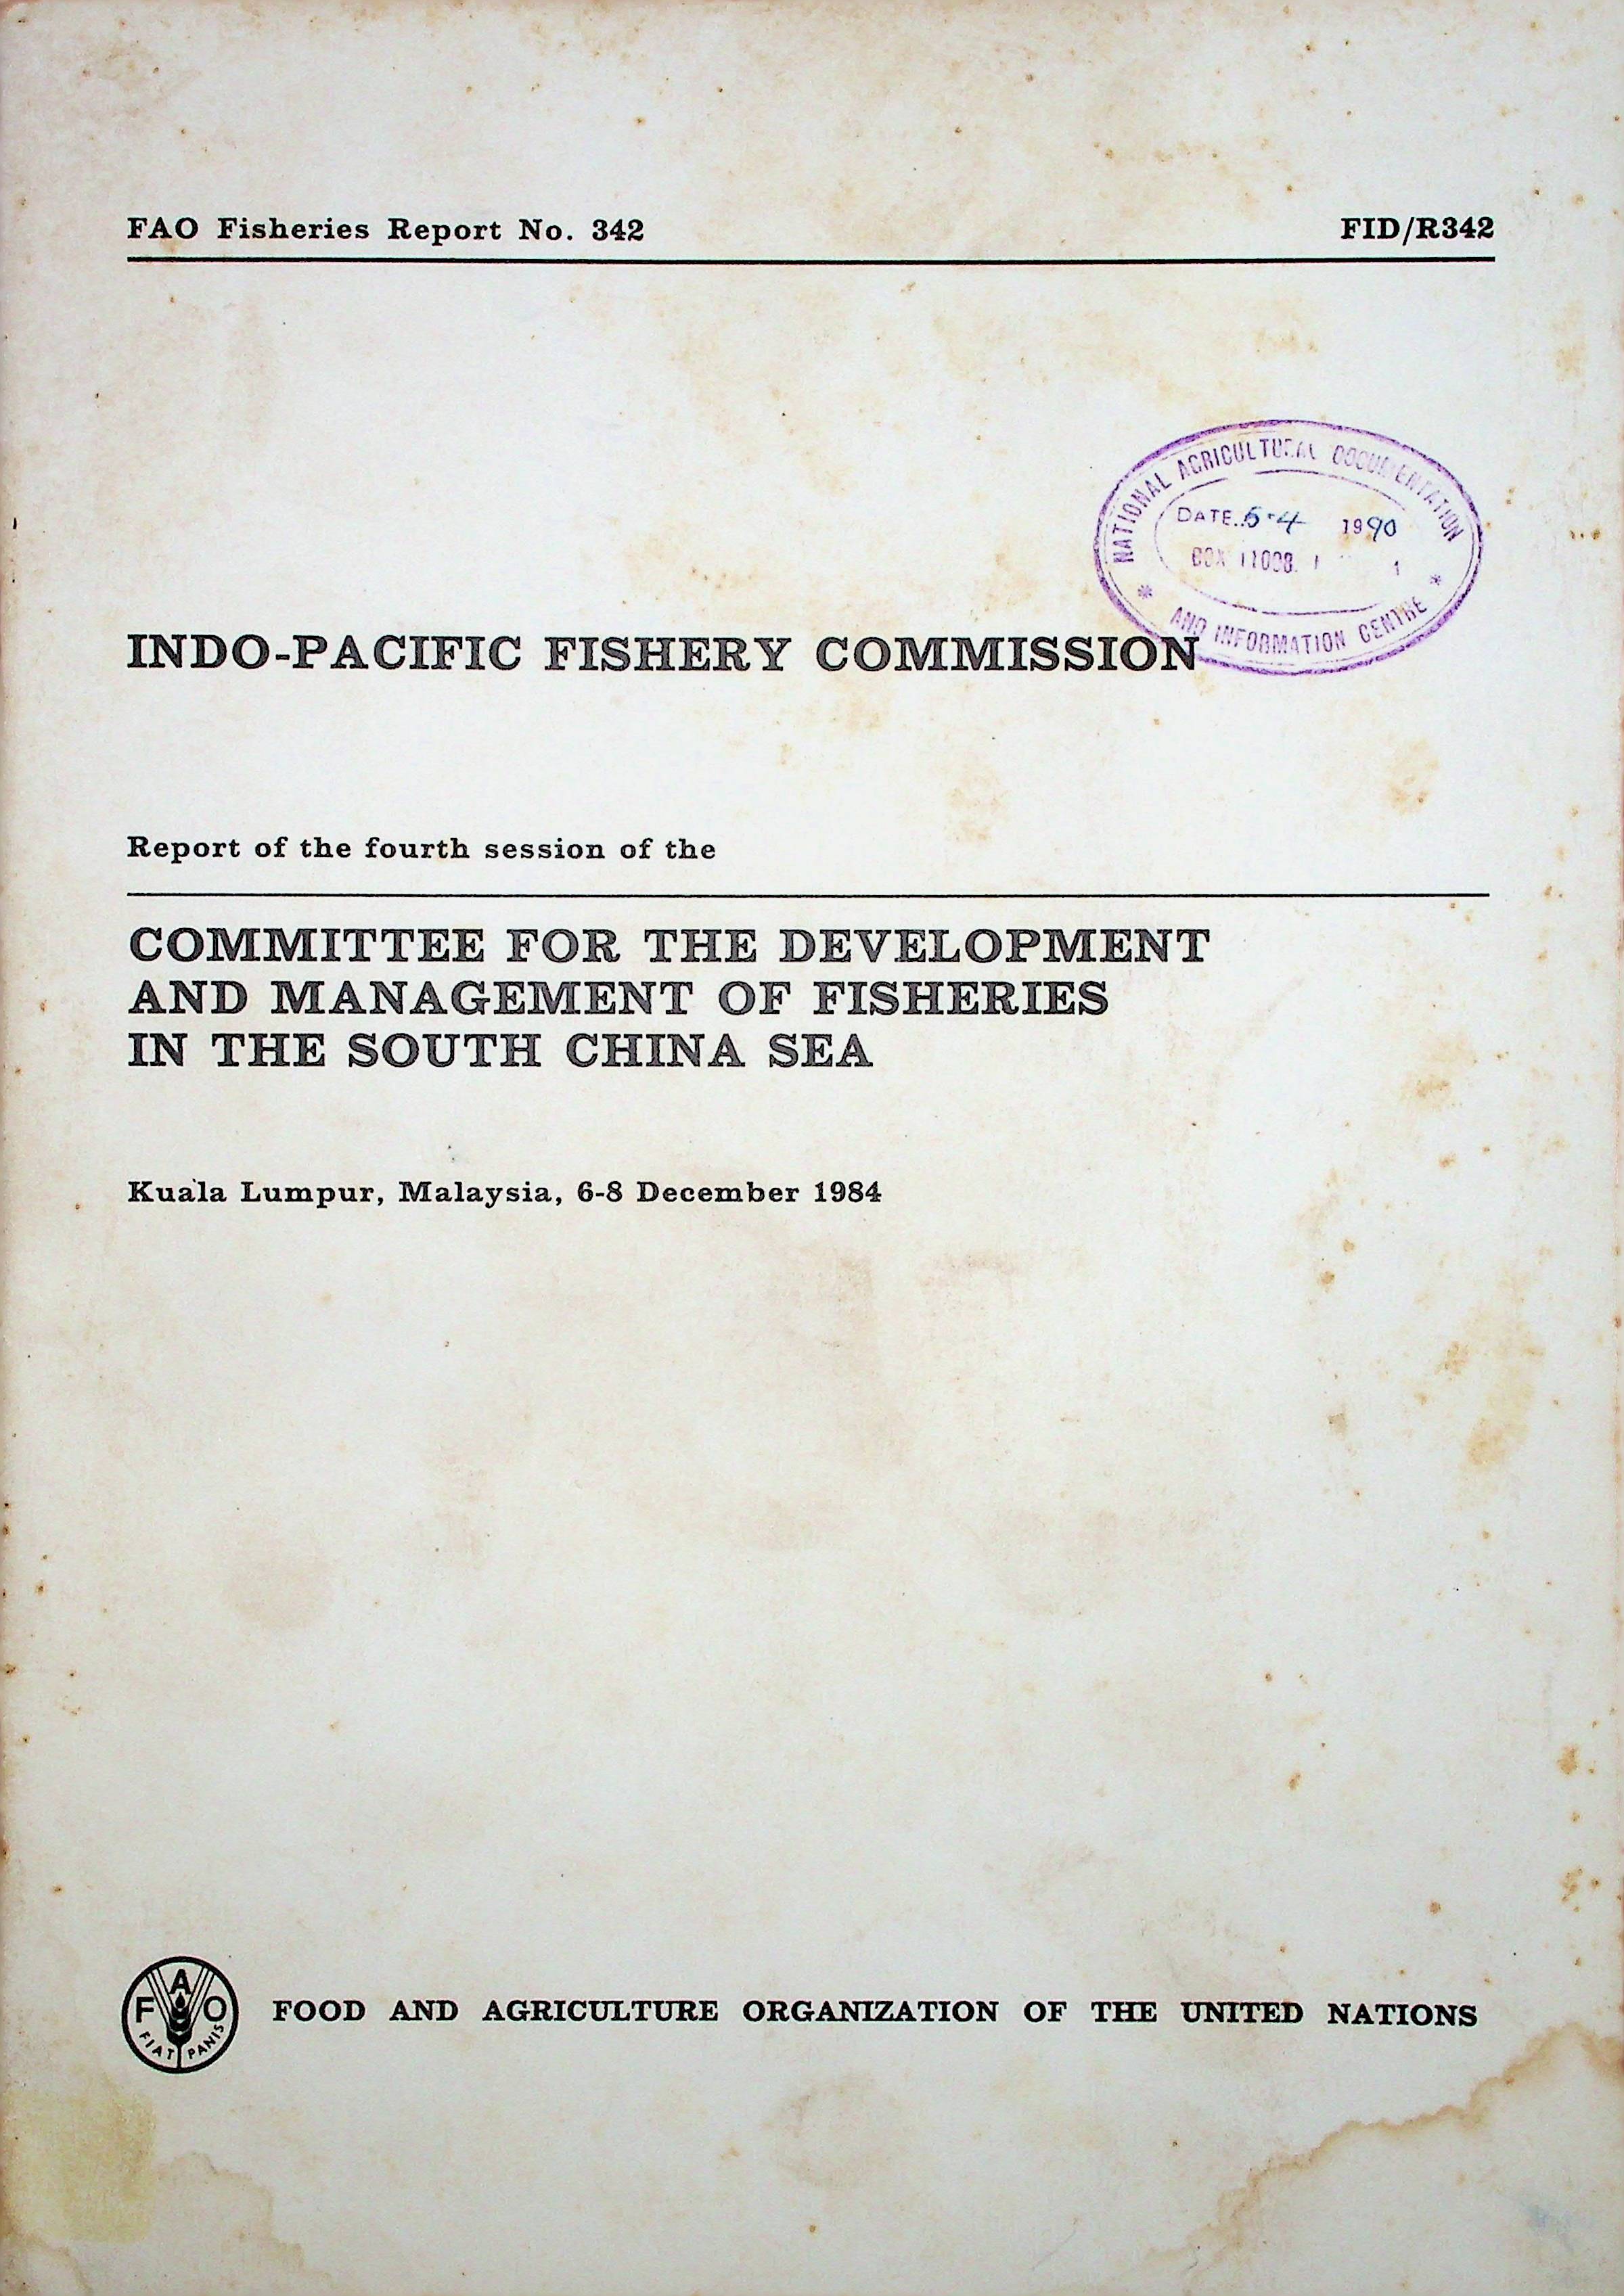 FAO Fisheries Report No. 342
FID/R342
NATIONAL AGRICULTURAL DOCUMENTATION
DATE..5-4 1990
BOX 11008.
* AND INFORMATION CENTRE *
INDO-PACIFIC FISHERY COMMISSION
Report of the fourth session of the
COMMITTEE FOR THE DEVELOPMENT
AND MANAGEMENT OF FISHERIES
IN THE SOUTH CHINA SEA
Kuala Lumpur, Malaysia, 6-8 December 1984
FAO
FIAT PANIS
FOOD AND AGRICULTURE ORGANIZATION OF THE UNITED NATIONS